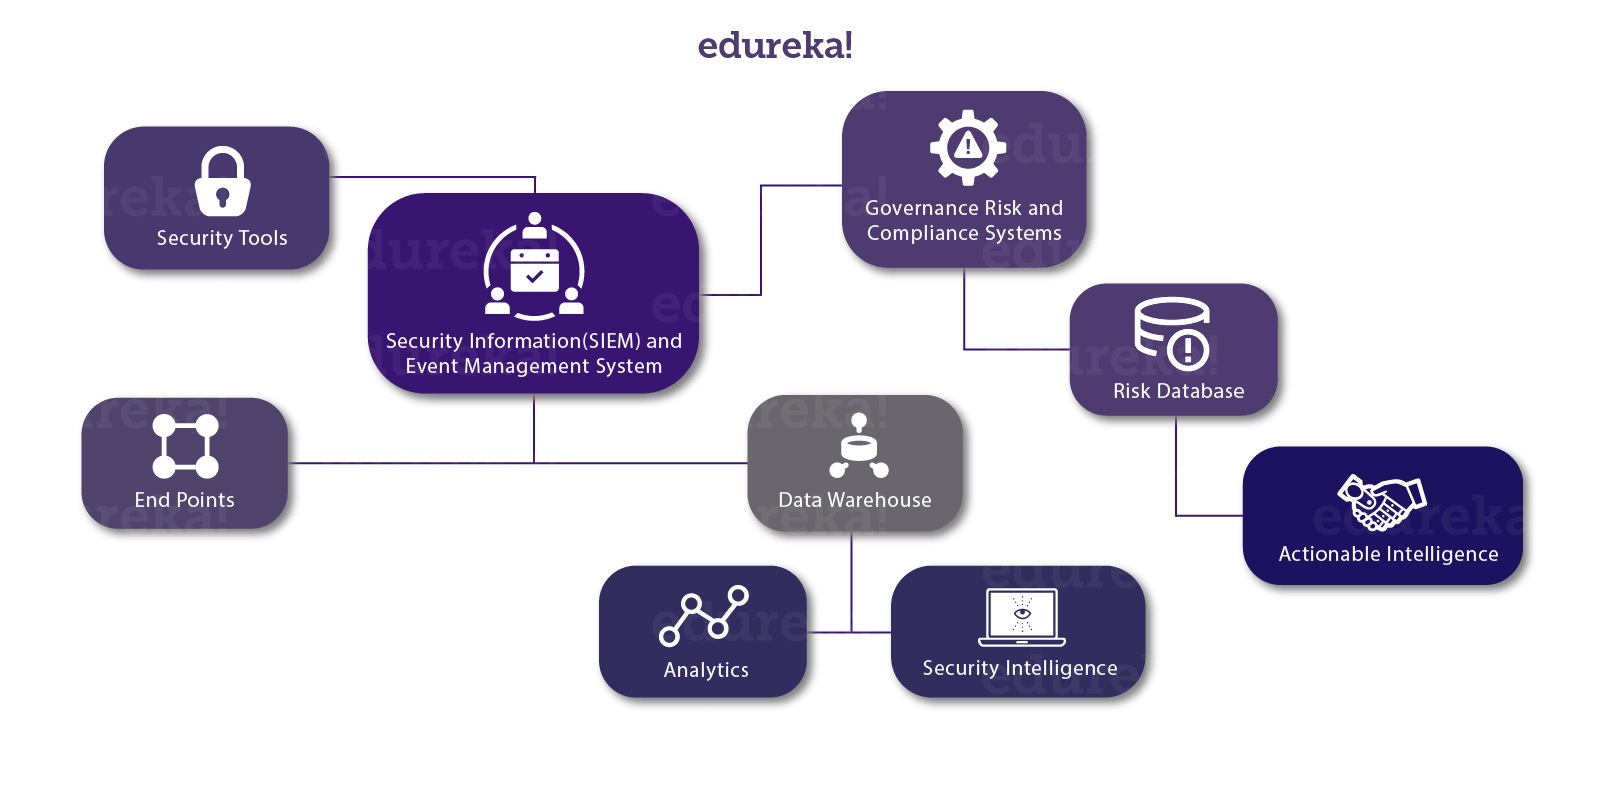 edureka!
Security Tools
Security Information(SIEM) and
Event Management System
Governance Risk and
Compliance Systems
Risk Database
End Points
Data Warehouse
Actionable Intelligence
Analytics
Security Intelligence